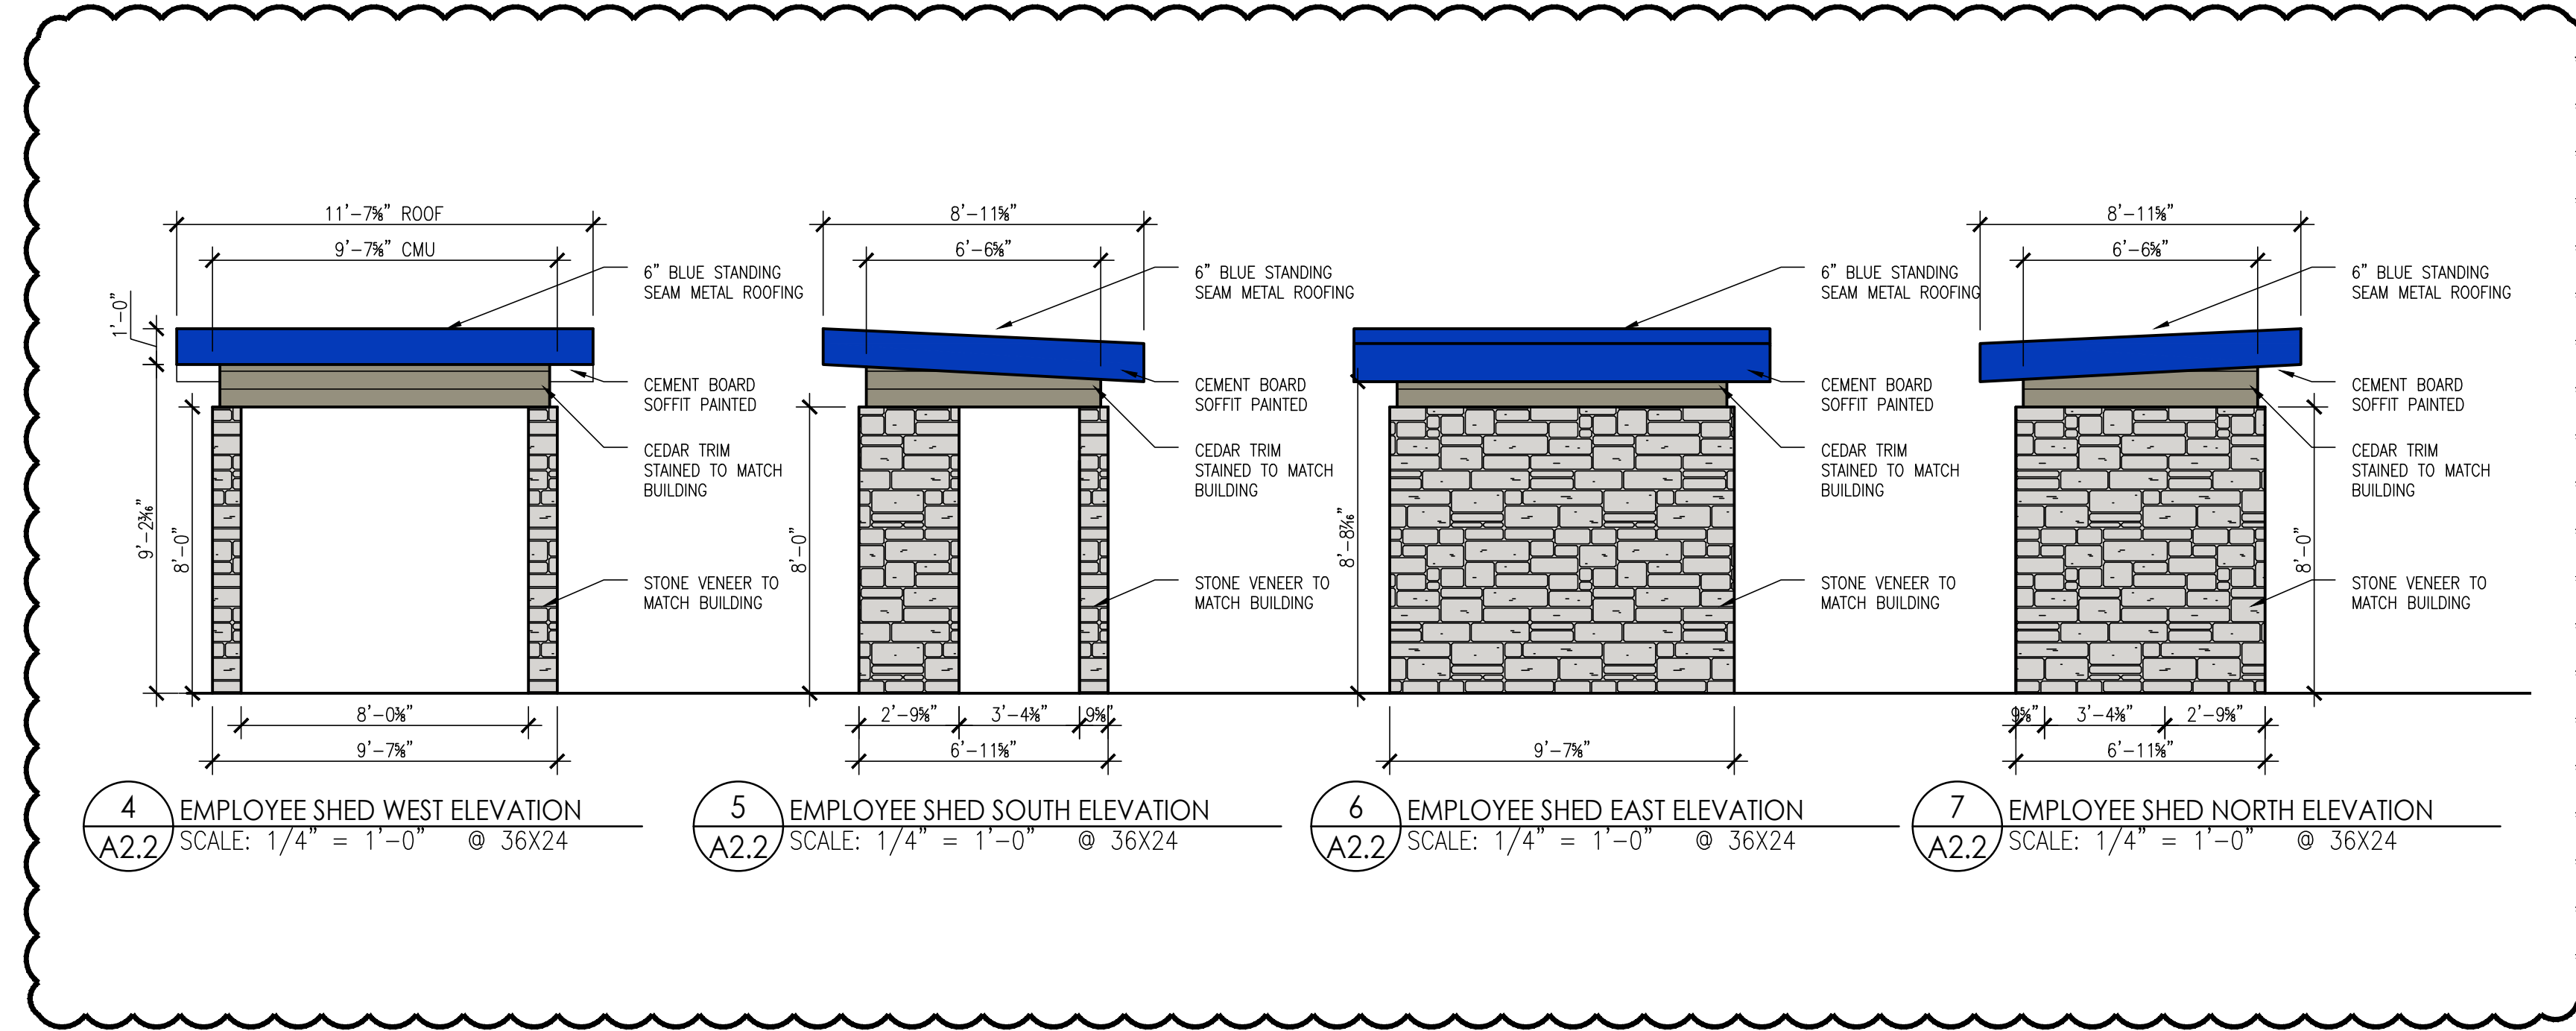 11'-7⅝" ROOF
9'-7⅝" CMU
1'-0"
6" BLUE STANDING
SEAM METAL ROOFING
CEMENT BOARD
SOFFIT PAINTED
CEDAR TRIM
STAINED TO MATCH
BUILDING
STONE VENEER TO
MATCH BUILDING
9'-2³⁄₁₆"
8'-0"
8'-0⅜"
9'-7⅝"
4
A2.2
EMPLOYEE SHED WEST ELEVATION
SCALE: 1/4" = 1'-0" @ 36X24
8'-11⅝"
6'-6⅝"
6" BLUE STANDING
SEAM METAL ROOFING
CEMENT BOARD
SOFFIT PAINTED
CEDAR TRIM
STAINED TO MATCH
BUILDING
STONE VENEER TO
MATCH BUILDING
8'-0"
2'-9⅝" 3'-4⅜" 9⅝"
6'-11⅝"
5
A2.2
EMPLOYEE SHED SOUTH ELEVATION
SCALE: 1/4" = 1'-0" @ 36X24
6" BLUE STANDING
SEAM METAL ROOFING
CEMENT BOARD
SOFFIT PAINTED
CEDAR TRIM
STAINED TO MATCH
BUILDING
STONE VENEER TO
MATCH BUILDING
8'-8⁷⁄₁₆"
9'-7⅝"
6
A2.2
EMPLOYEE SHED EAST ELEVATION
SCALE: 1/4" = 1'-0" @ 36X24
8'-11⅝"
6'-6⅝"
6" BLUE STANDING
SEAM METAL ROOFING
CEMENT BOARD
SOFFIT PAINTED
CEDAR TRIM
STAINED TO MATCH
BUILDING
STONE VENEER TO
MATCH BUILDING
8'-0"
9⅝" 3'-4⅜" 2'-9⅝"
6'-11⅝"
7
A2.2
EMPLOYEE SHED NORTH ELEVATION
SCALE: 1/4" = 1'-0" @ 36X24